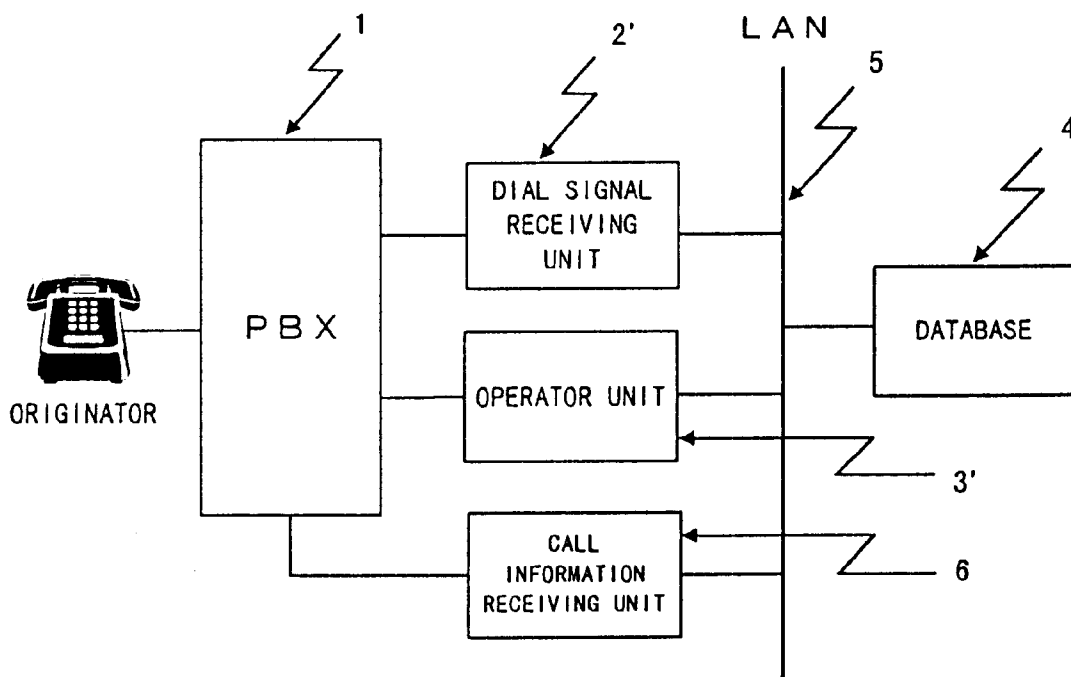 LAN
1
2'
5
4
DIAL SIGNAL
RECEIVING
UNIT
PBX
DATABASE
OPERATOR UNIT
ORIGINATOR
3'
CALL
INFORMATION
RECEIVING UNIT
6